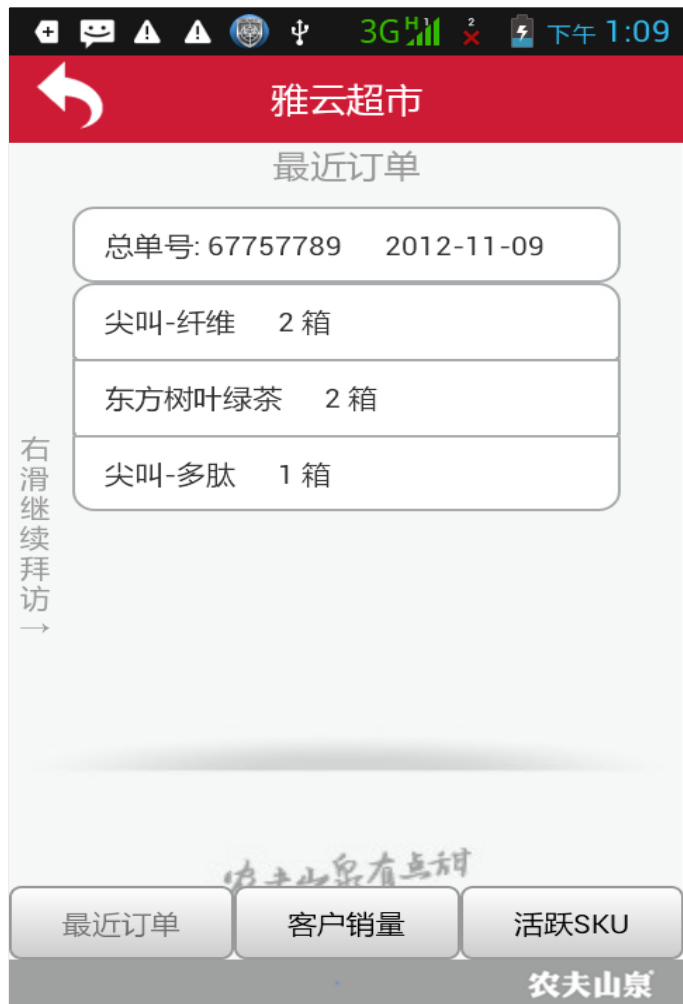 3G H 1 2 下午 1:09
雅云超市
最近订单
总单号: 67757789 2012-11-09
尖叫-纤维 2 箱
东方树叶绿茶 2 箱
尖叫-多肽 1 箱
右滑继续拜访→
农夫山泉有点甜
最近订单 客户销量 活跃SKU
农夫山泉